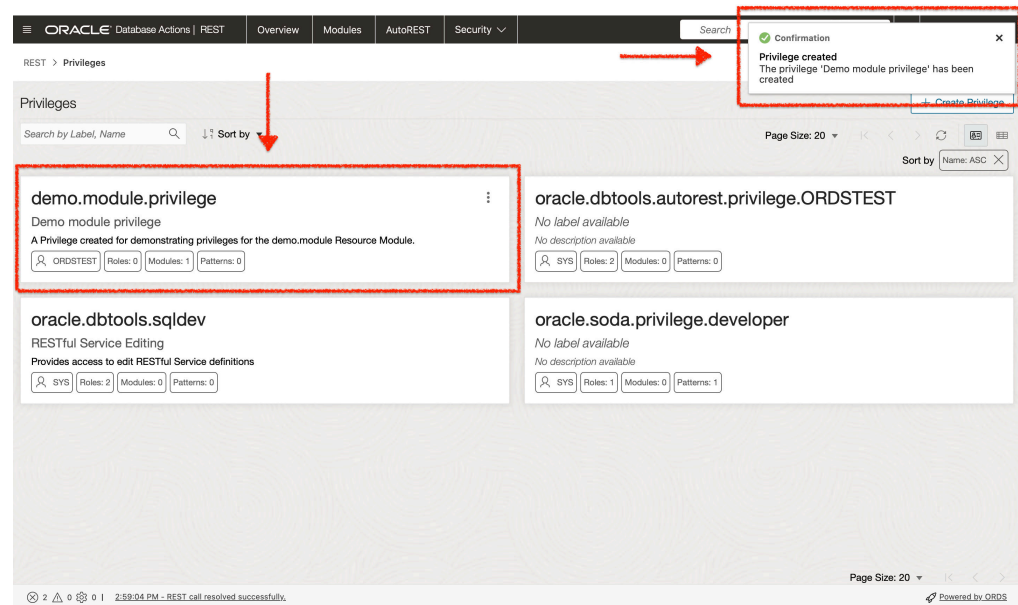 ORACLE Database Actions | REST
Overview
Modules
AutoREST
Security
Search
Confirmation
Privilege created
The privilege 'Demo module privilege' has been
created
REST > Privileges
Privileges
+ Create Privilege
Search by Label, Name
Sort by
Page Size: 20
Sort by Name: ASC
demo.module.privilege
Demo module privilege
A Privilege created for demonstrating privileges for the demo.module Resource Module.
ORDSTEST Roles: 0 Modules: 1 Patterns: 0
oracle.dbtools.autorest.privilege.ORDSTEST
No label available
No description available
SYS Roles: 2 Modules: 0 Patterns: 0
oracle.dbtools.sqldev
RESTful Service Editing
Provides access to edit RESTful Service definitions
SYS Roles: 2 Modules: 0 Patterns: 0
oracle.soda.privilege.developer
No label available
No description available
SYS Roles: 1 Modules: 0 Patterns: 1
Page Size: 20
2 0 0 | 2:59:04 PM - REST call resolved successfully.
Powered by ORDS